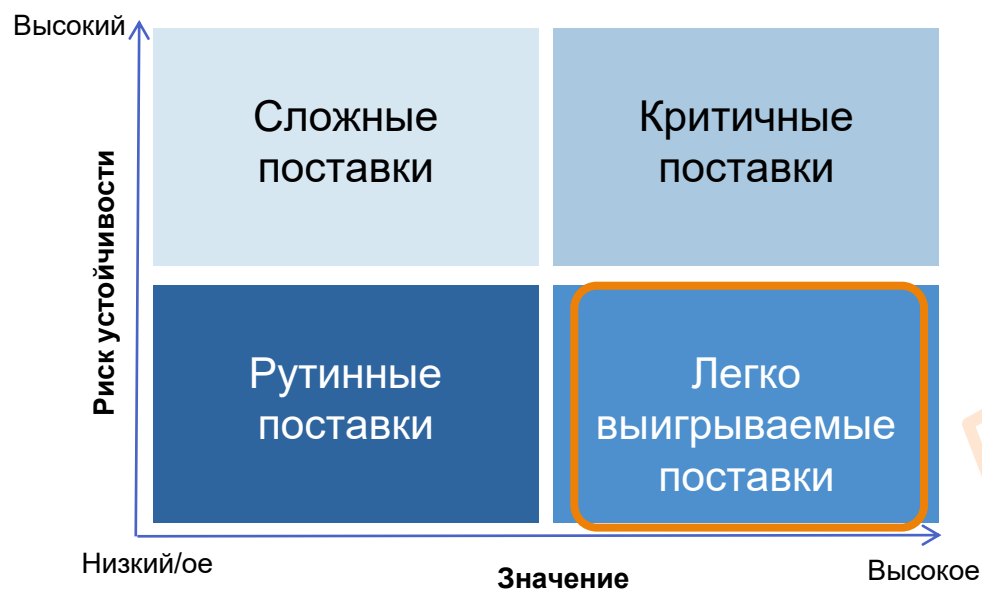 Высокий
Сложные
поставки
Критичные
поставки
Риск устойчивости
Рутинные
поставки
Легко
выигрываемые
поставки
Низкий/ое
Значение
Высокое